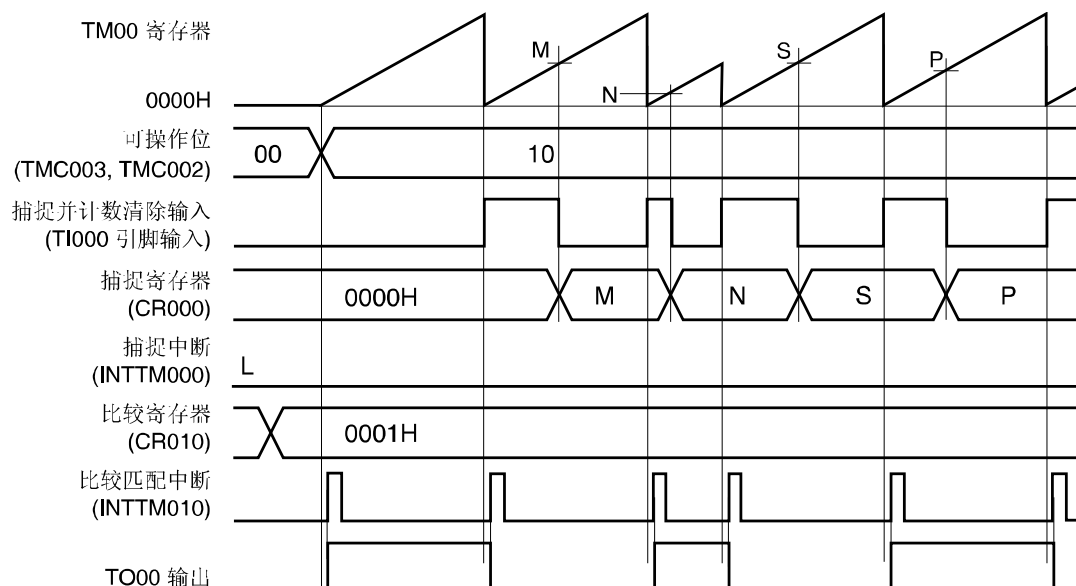 TM00 寄存器
M
S
P
N
0000H
可操作位
(TMC003, TMC002)
00
10
捕捉并计数清除输入
(TI000 引脚输入)
捕捉寄存器
(CR000)
0000H
M
N
S
P
捕捉中断
(INTTM000)
L
比较寄存器
(CR010)
0001H
比较匹配中断
(INTTM010)
TO00 输出